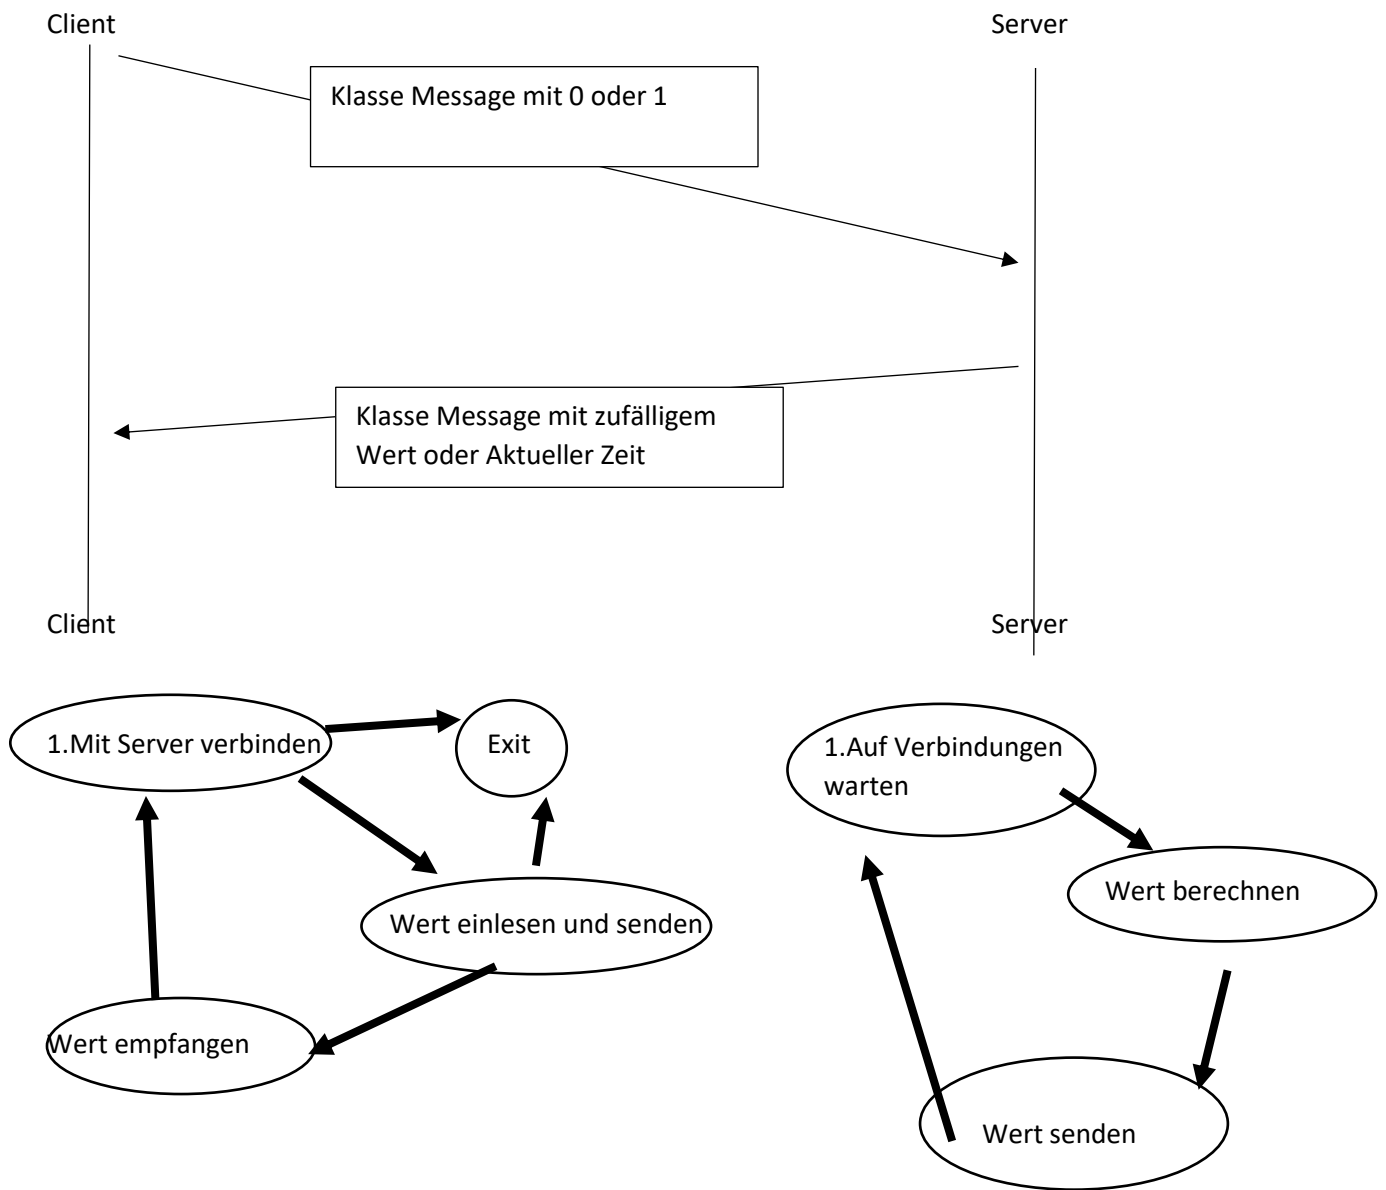 Client
Server
Klasse Message mit 0 oder 1
Klasse Message mit zufälligem
Wert oder Aktueller Zeit
Client
Server
1.Mit Server verbinden
Exit
1.Auf Verbindungen
warten
Wert berechnen
Wert einlesen und senden
Wert empfangen
Wert senden